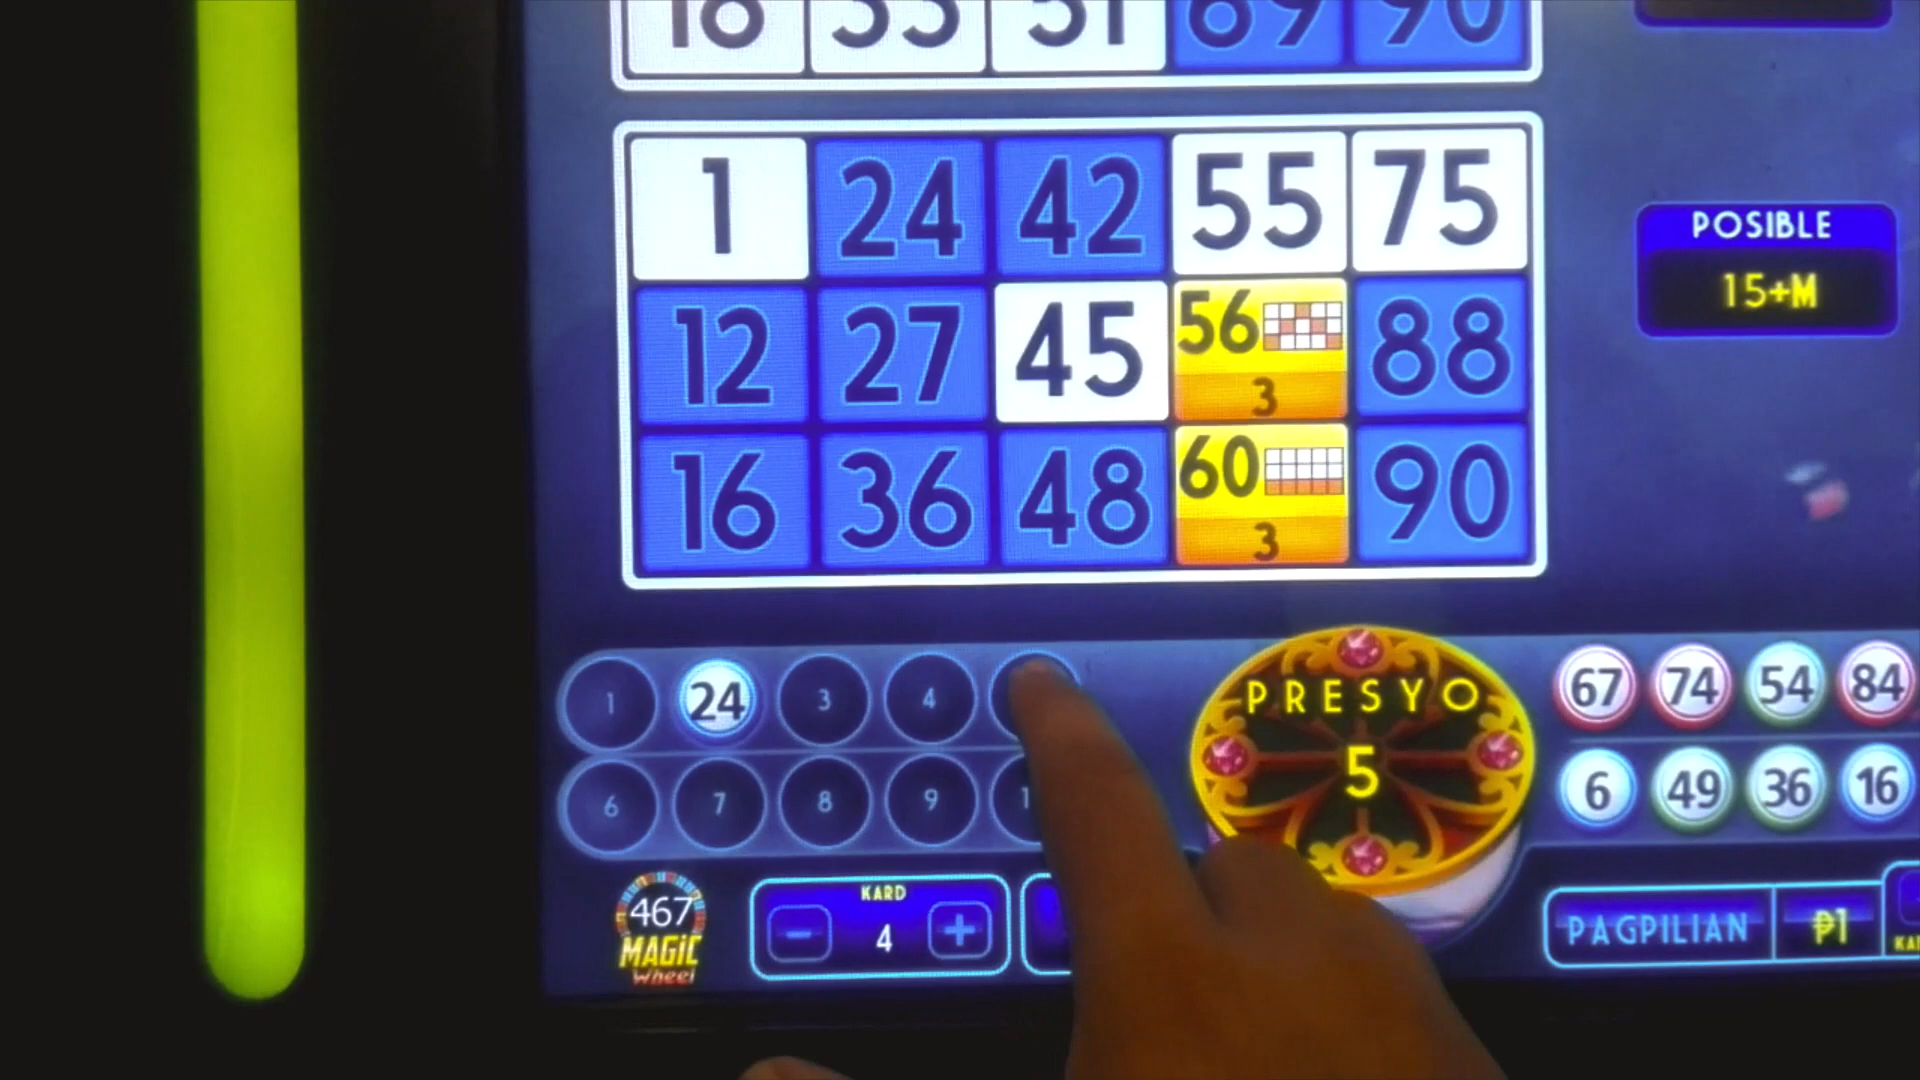 18 33 51 69 90
1 24 42 55 75
12 27 45 56 88
3
16 36 48 60 90
3
POSIBLE
15+M
1 24 3 4
6 7 8 9
PRESYO
5
67 74 54 84
6 49 36 16
467
MAGIC
Wheel
KARD
- 4 +
PAGPILIAN ₱1